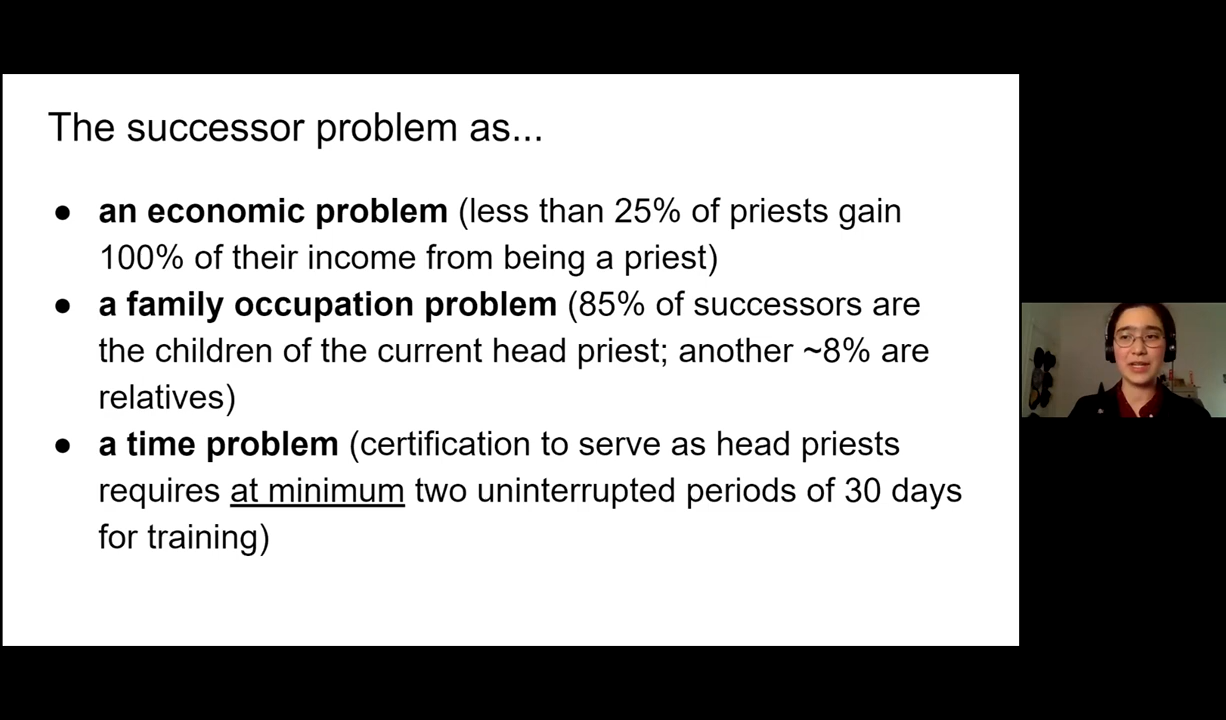 The successor problem as...
● an economic problem (less than 25% of priests gain
100% of their income from being a priest)
● a family occupation problem (85% of successors are
the children of the current head priest; another ~8% are
relatives)
● a time problem (certification to serve as head priests
requires at minimum two uninterrupted periods of 30 days
for training)